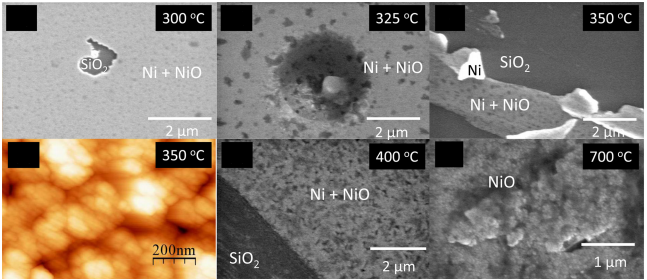 300 °C
SiO₂
Ni + NiO
2 µm
325 °C
Ni + NiO
2 µm
350 °C
SiO₂
Ni
Ni + NiO
2 µm
350 °C
200nm
400 °C
Ni + NiO
SiO₂
2 µm
700 °C
NiO
1 µm